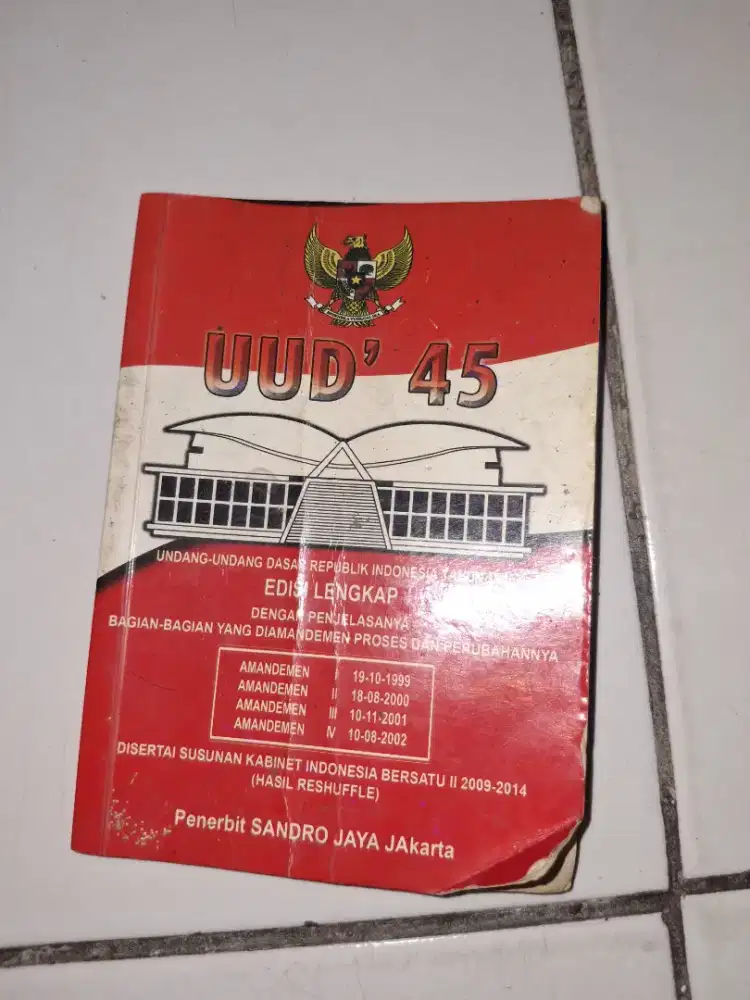 UUD' 45
UNDANG-UNDANG DASAR REPUBLIK INDONESIA
EDISI LENGKAP
DENGAN PENJELASANYA
BAGIAN-BAGIAN YANG DIAMANDEMEN PROSES DAN PERUBAHANNYA
AMANDEMEN I 19-10-1999
AMANDEMEN II 18-08-2000
AMANDEMEN III 10-11-2001
AMANDEMEN IV 10-08-2002
DISERTAI SUSUNAN KABINET INDONESIA BERSATU II 2009-2014
(HASIL RESHUFFLE)
Penerbit SANDRO JAYA JAkarta